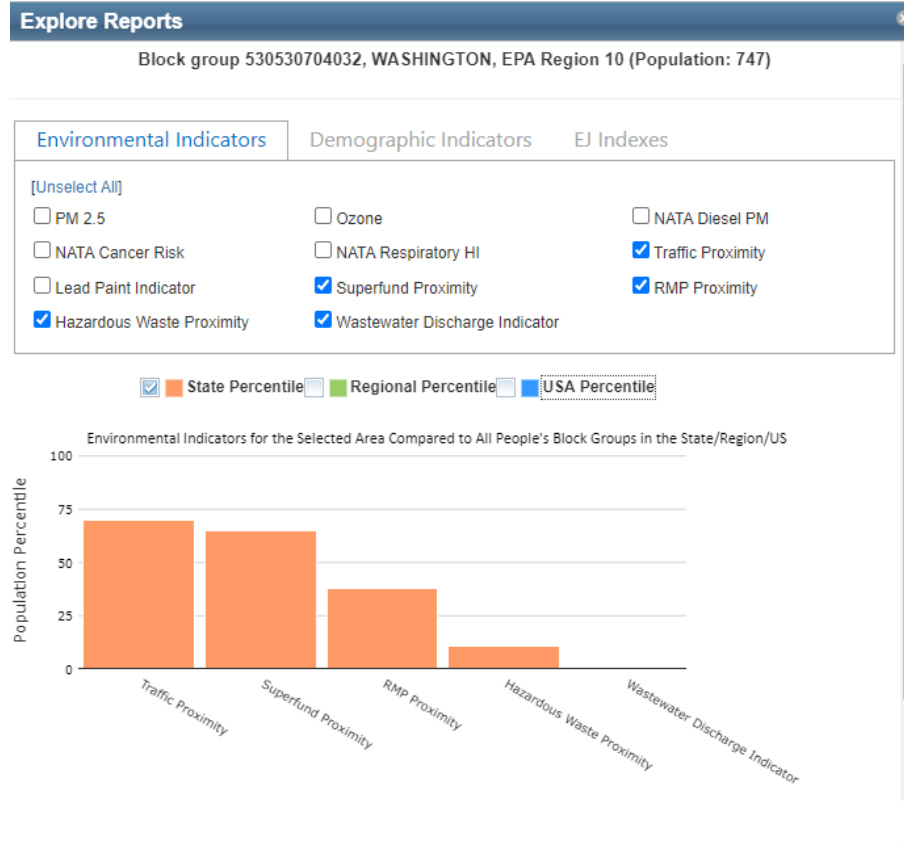 Explore Reports
Block group 530530704032, WASHINGTON, EPA Region 10 (Population: 747)
Environmental Indicators Demographic Indicators EJ Indexes
[Unselect All]
PM 2.5 Ozone NATA Diesel PM
NATA Cancer Risk NATA Respiratory HI Traffic Proximity
Lead Paint Indicator Superfund Proximity RMP Proximity
Hazardous Waste Proximity Wastewater Discharge Indicator
State Percentile Regional Percentile USA Percentile
Environmental Indicators for the Selected Area Compared to All People's Block Groups in the State/Region/US
Population Percentile
100
75
50
25
0
Traffic Proximity
Superfund Proximity
RMP Proximity
Hazardous Waste Proximity
Wastewater Discharge Indicator